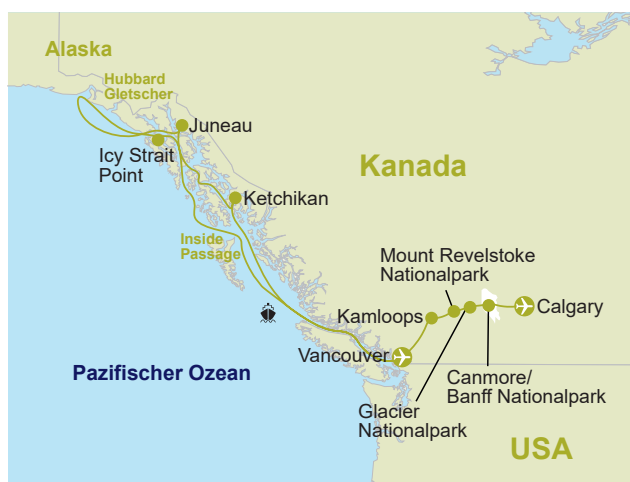 Alaska
Hubbard
Gletscher
Juneau
Icy Strait
Point
Kanada
Ketchikan
Inside
Passage
Mount Revelstoke
Nationalpark
Kamloops
Calgary
Vancouver
Pazifischer Ozean
Canmore/
Banff Nationalpark
Glacier
Nationalpark
USA